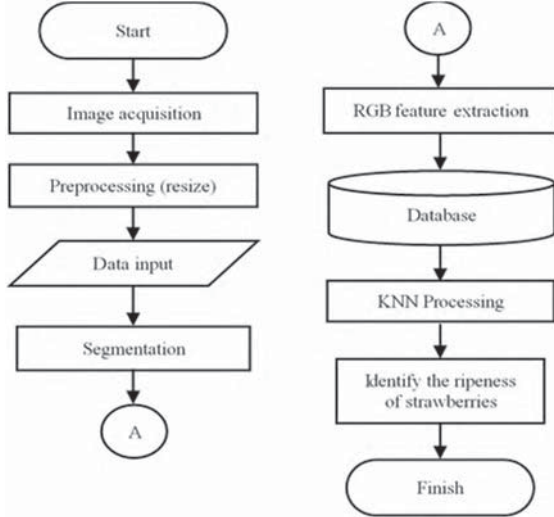 Start
Image acquisition
Preprocessing (resize)
Data input
Segmentation
A
A
RGB feature extraction
Database
KNN Processing
Identify the ripeness
of strawberries
Finish